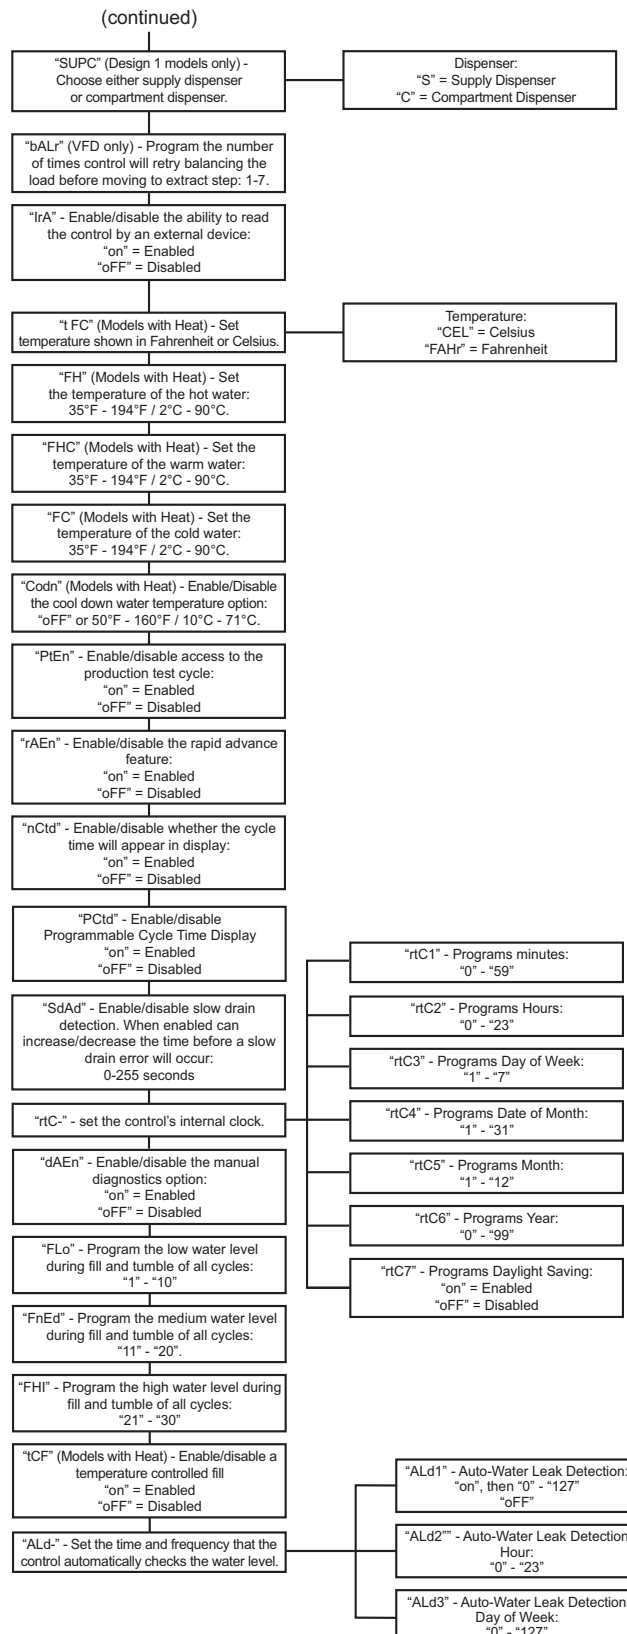 (continued)
“SUPC” (Design 1 models only) -
Choose either supply dispenser
or compartment dispenser.
Dispenser:
“S” = Supply Dispenser
“C” = Compartment Dispenser
“bALr” (VFD only) - Program the number
of times control will retry balancing the
load before moving to extract step: 1-7.
“IrA” - Enable/disable the ability to read
the control by an external device:
“on” = Enabled
“oFF” = Disabled
“t FC” (Models with Heat) - Set
temperature shown in Fahrenheit or Celsius.
Temperature:
“CEL” = Celsius
“FAHr” = Fahrenheit
“FH” (Models with Heat) - Set
the temperature of the hot water:
35°F - 194°F / 2°C - 90°C.
“FHC” (Models with Heat) - Set the
temperature of the warm water:
35°F - 194°F / 2°C - 90°C.
“FC” (Models with Heat) - Set the
temperature of the cold water:
35°F - 194°F / 2°C - 90°C.
“Codn” (Models with Heat) - Enable/Disable
the cool down water temperature option:
“oFF” or 50°F - 160°F / 10°C - 71°C.
“PtEn” - Enable/disable access to the
production test cycle:
“on” = Enabled
“oFF” = Disabled
“rAEn” - Enable/disable the rapid advance
feature:
“on” = Enabled
“oFF” = Disabled
“nCtd” - Enable/disable whether the cycle
time will appear in display:
“on” = Enabled
“oFF” = Disabled
“PCtd” - Enable/disable
Programmable Cycle Time Display
“on” = Enabled
“oFF” = Disabled
“SdAd” - Enable/disable slow drain
detection. When enabled can
increase/decrease the time before a slow
drain error will occur:
0-255 seconds
“rtC-” - set the control’s internal clock.
“rtC1” - Programs minutes:
“0” - “59”
“rtC2” - Programs Hours:
“0” - “23”
“rtC3” - Programs Day of Week:
“1” - “7”
“rtC4” - Programs Date of Month:
“1” - “31”
“rtC5” - Programs Month:
“1” - “12”
“rtC6” - Programs Year:
“0” - “99”
“rtC7” - Programs Daylight Saving:
“on” = Enabled
“oFF” = Disabled
“dAEn” - Enable/disable the manual
diagnostics option:
“on” = Enabled
“oFF” = Disabled
“FLo” - Program the low water level
during fill and tumble of all cycles:
“1” - “10”
“FnEd” - Program the medium water level
during fill and tumble of all cycles:
“11” - “20”.
“FHI” - Program the high water level during
fill and tumble of all cycles:
“21” - “30”
“tCF” (Models with Heat) - Enable/disable a
temperature controlled fill
“on” = Enabled
“oFF” = Disabled
“ALd-” - Set the time and frequency that the
control automatically checks the water level.
“ALd1” - Auto-Water Leak Detection:
“on”, then “0” - “127”
“oFF”
“ALd2”” - Auto-Water Leak Detection
Hour:
“0” - “23”
“ALd3” - Auto-Water Leak Detection
Day of Week:
“0” - “127”